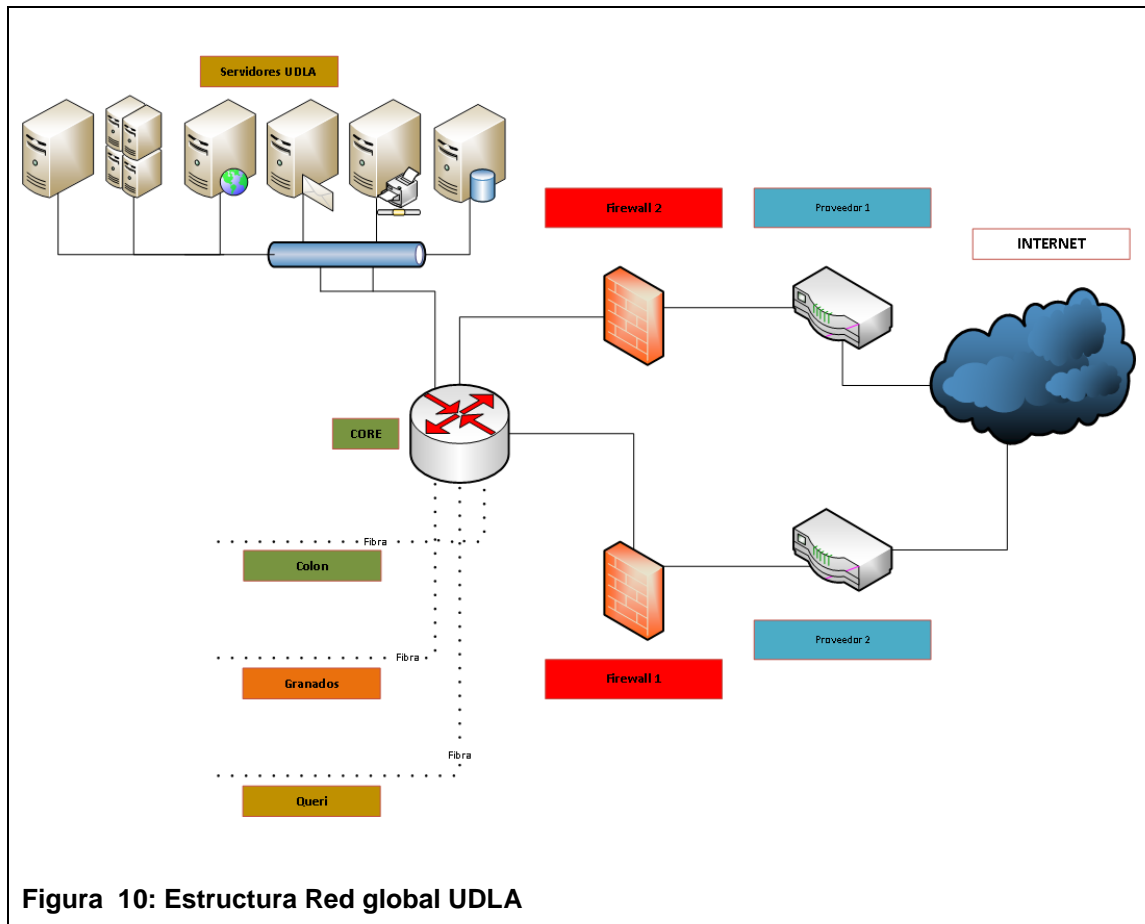 Servidores UDLA
Firewall 2
Proveedor 1
INTERNET
CORE
Fibra
Colon
Fibra
Granados
Fibra
Queri
Proveedor 2
Firewall 1
Figura  10: Estructura Red global UDLA